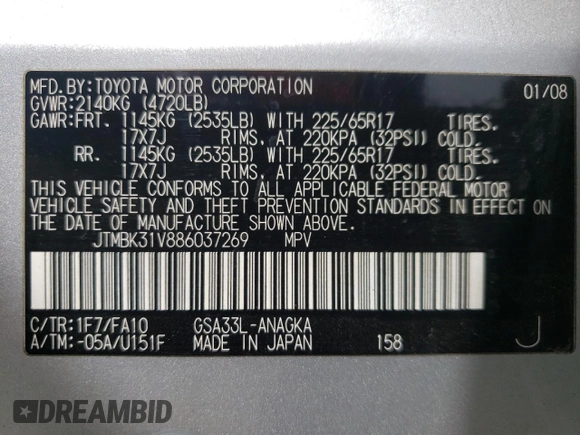 MFD.BY:TOYOTA MOTOR CORPORATION 01/08
GVWR:2140KG (4720LB)
GAWR:FRT. 1145KG (2535LB) WITH 225/65R17 TIRES.
17X7J RIMS, AT 220KPA (32PSI) COLD.
RR. 1145KG (2535LB) WITH 225/65R17 TIRES.
17X7J RIMS, AT 220KPA (32PSI) COLD.
THIS VEHICLE CONFORMS TO ALL APPLICABLE FEDERAL MOTOR
VEHICLE SAFETY AND THEFT PREVENTION STANDARDS IN EFFECT ON
THE DATE OF MANUFACTURE SHOWN ABOVE.
JTMBK31V886037269 MPV
C/TR:1F7/FA10 GSA33L-ANAGKA
A/TM:-05A/U151F MADE IN JAPAN 158 J
DREAMBID